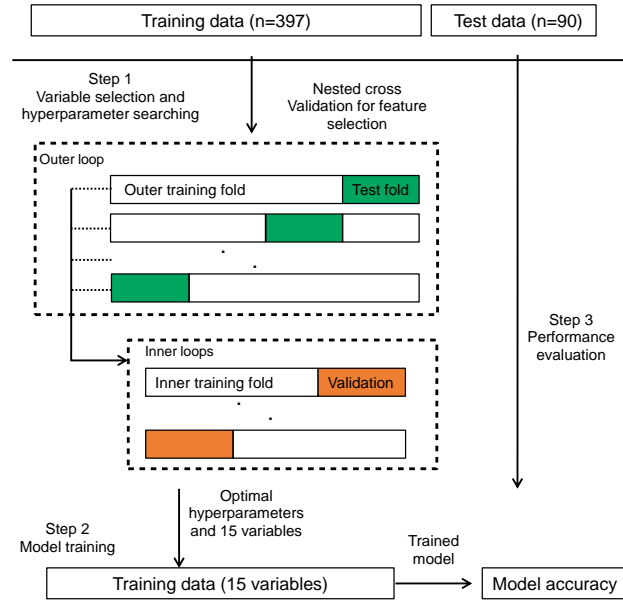 Training data (n=397)
Test data (n=90)
Step 1
Variable selection and
hyperparameter searching
Nested cross
Validation for feature
selection
Outer loop
Outer training fold
Test fold
Inner loops
Inner training fold
Validation
Step 3
Performance
evaluation
Optimal
hyperparameters
and 15 variables
Step 2
Model training
Trained
model
Training data (15 variables)
Model accuracy